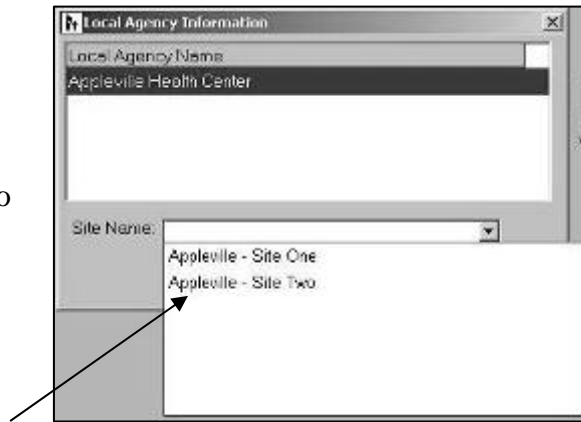 Local Agency Information
Local Agency Name
Appleville Health Center
o
Site Name:
Appleville - Site One
Appleville - Site Two